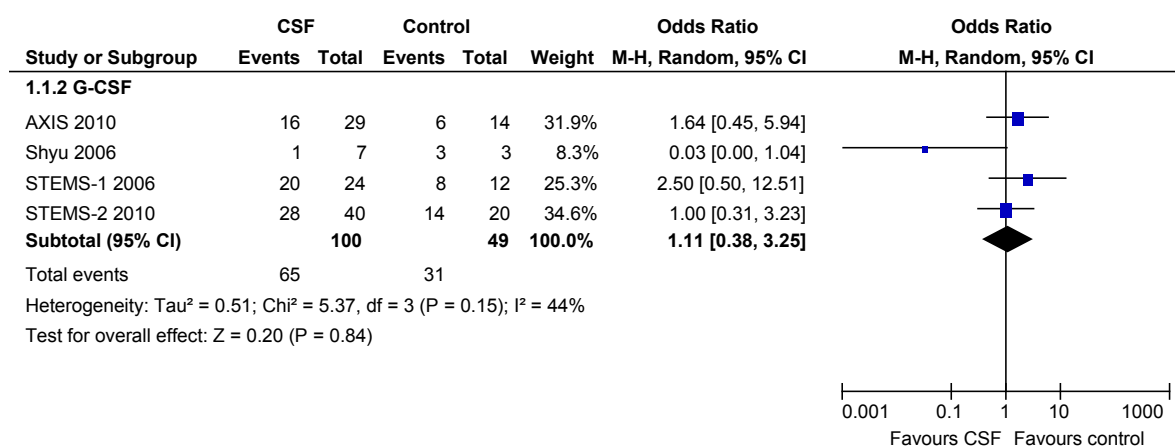 CSF Control Odds Ratio Odds Ratio
Study or Subgroup Events Total Events Total Weight M-H, Random, 95% CI M-H, Random, 95% CI
1.1.2 G-CSF
AXIS 2010 16 29 6 14 31.9% 1.64 [0.45, 5.94]
Shyu 2006 1 7 3 3 8.3% 0.03 [0.00, 1.04]
STEMS-1 2006 20 24 8 12 25.3% 2.50 [0.50, 12.51]
STEMS-2 2010 28 40 14 20 34.6% 1.00 [0.31, 3.23]
Subtotal (95% CI) 100 49 100.0% 1.11 [0.38, 3.25]
Total events 65 31
Heterogeneity: Tau² = 0.51; Chi² = 5.37, df = 3 (P = 0.15); I² = 44%
Test for overall effect: Z = 0.20 (P = 0.84)
0.001 0.1 1 10 1000
Favours CSF Favours control